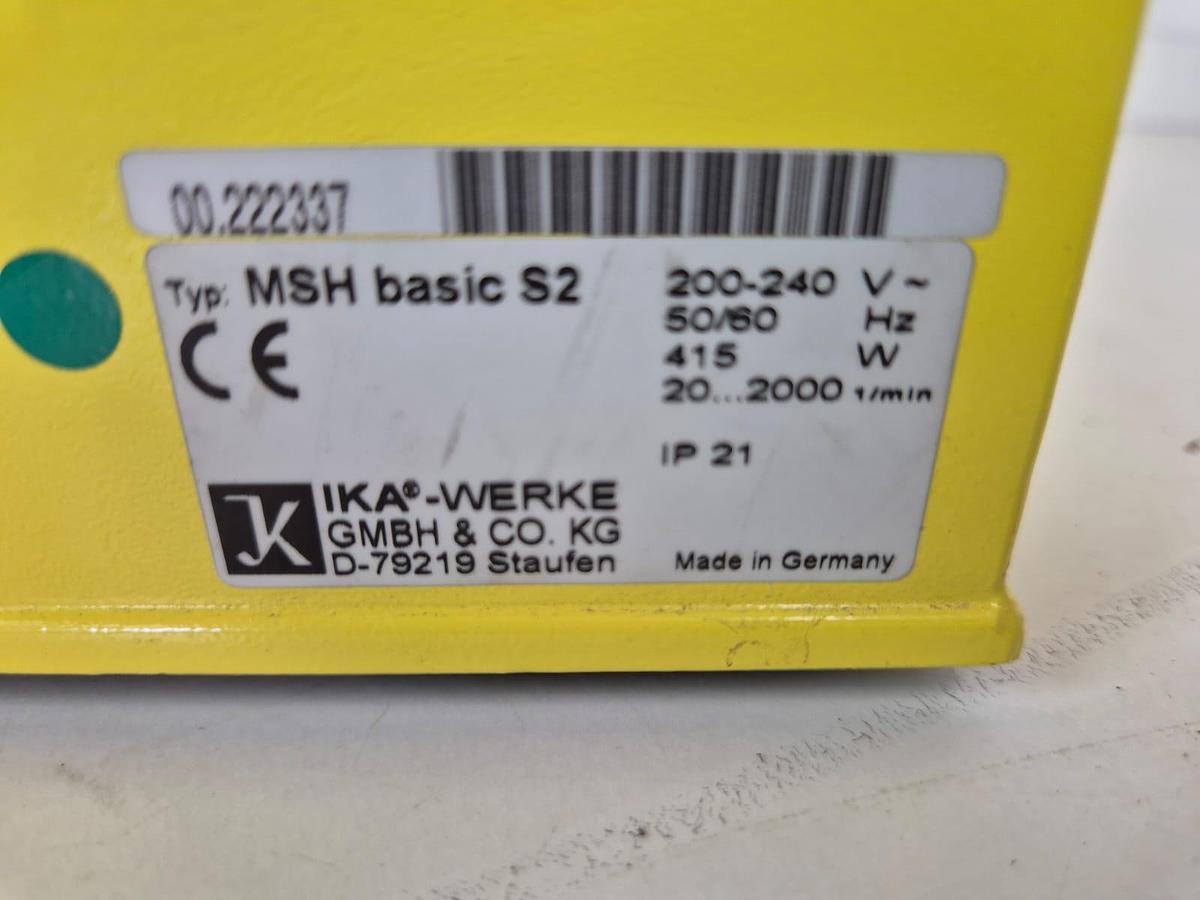 00.222337
Typ: MSH basic S2
CE
200-240 V ~
50/60 Hz
415 W
20...2000 1/min
IP 21
IKA®-WERKE
GMBH & CO. KG
D-79219 Staufen
Made in Germany